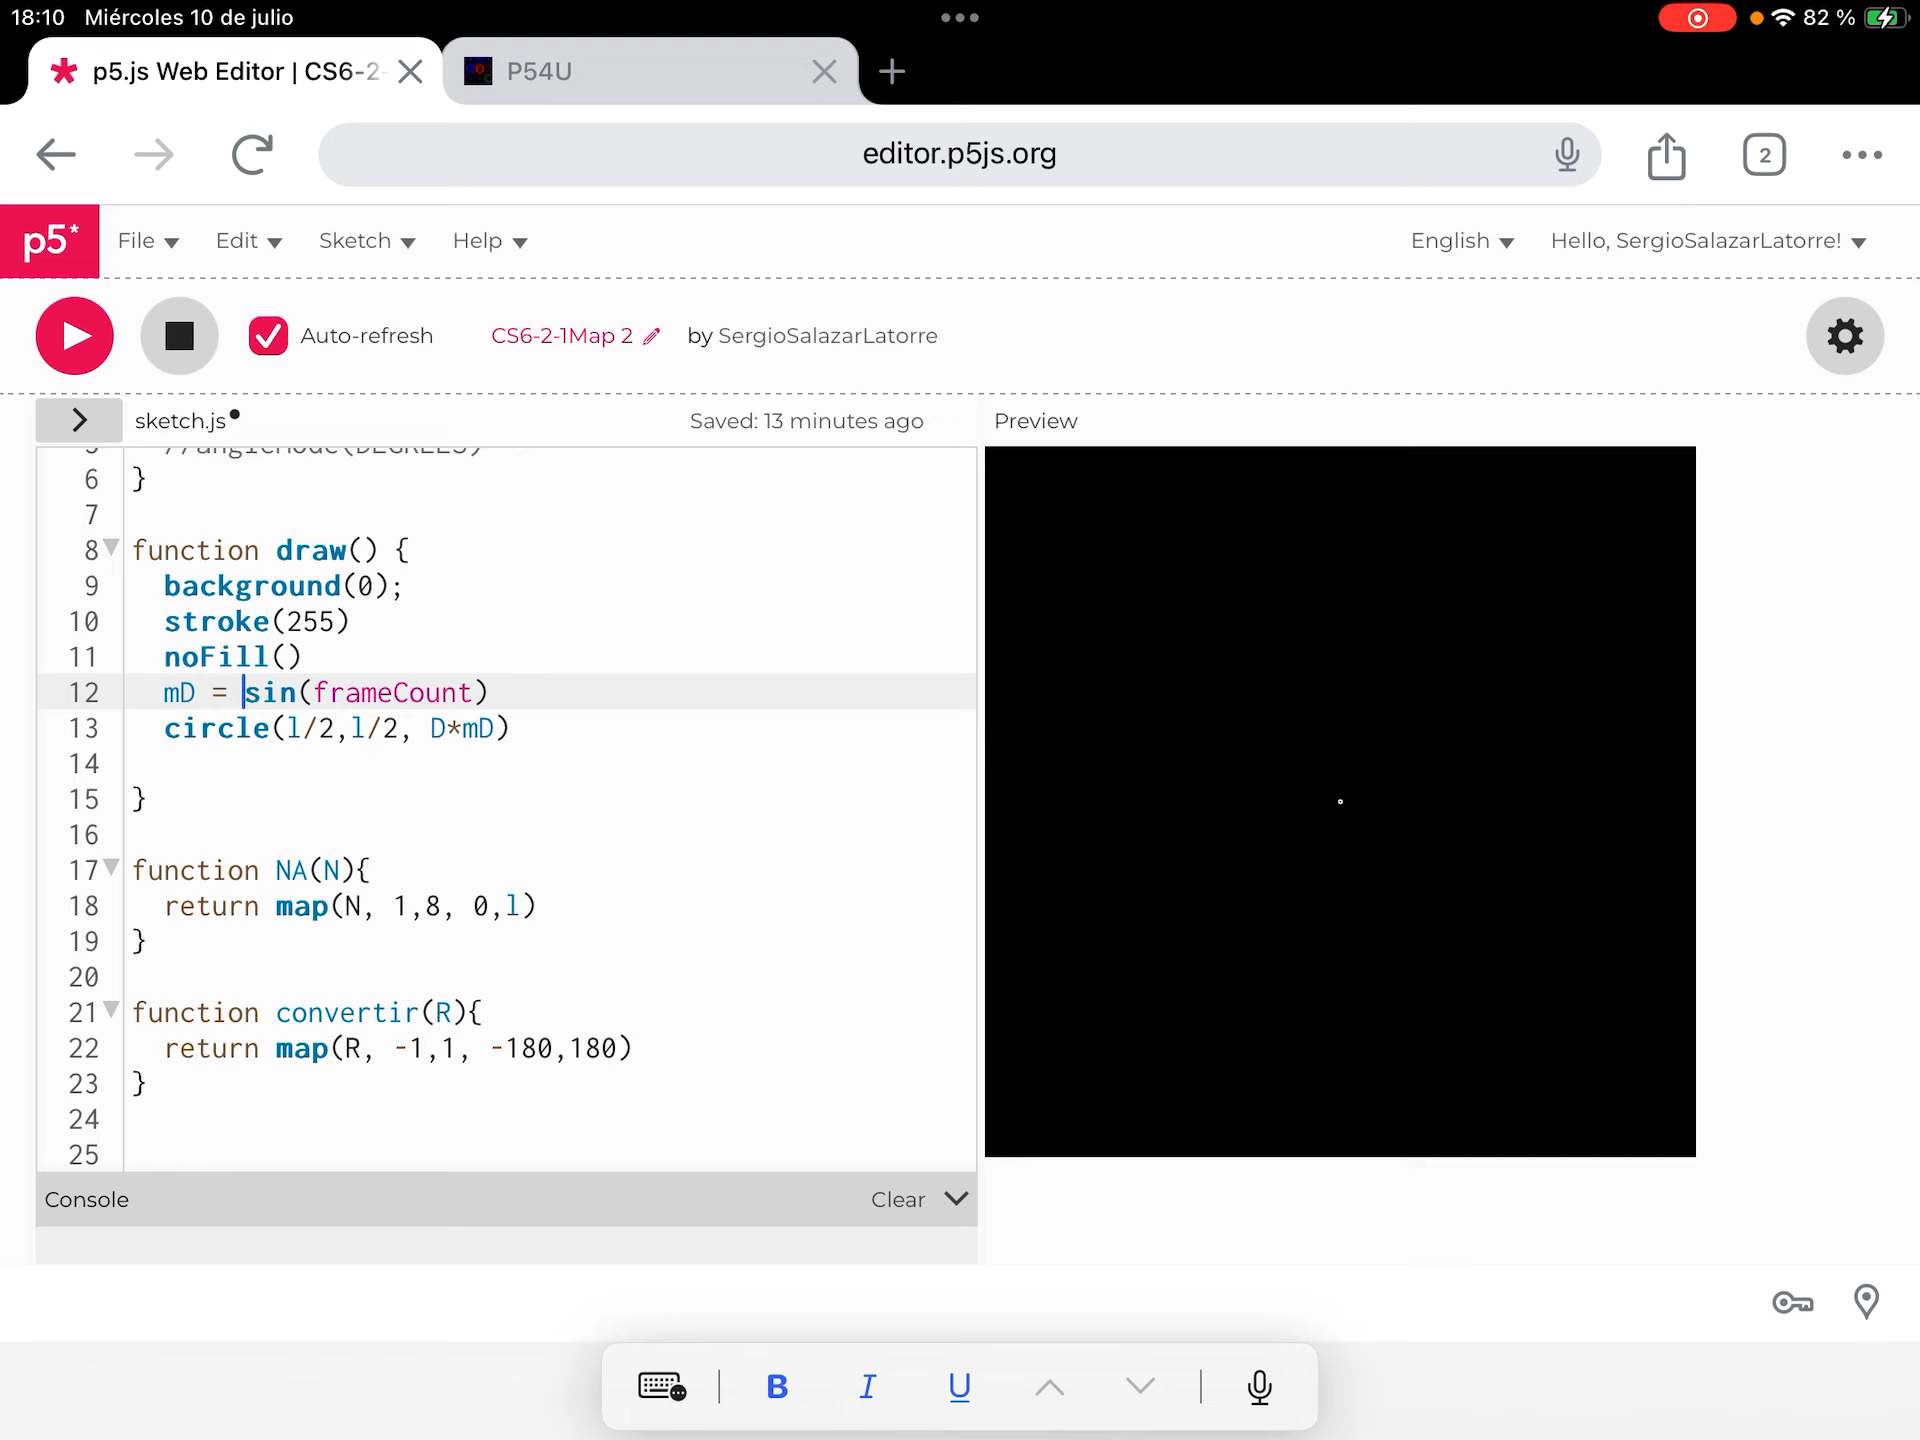 18:10 Miércoles 10 de julio
82 %
p5.js Web Editor | CS6-2-
P54U
editor.p5js.org
2
p5*
File
Edit
Sketch
Help
English
Hello, SergioSalazarLatorre!
Auto-refresh
CS6-2-1Map 2
by SergioSalazarLatorre
sketch.js
Saved: 13 minutes ago
Preview
5 //angleMode(DEGREES)
6 }
7
8 function draw() {
9 background(0);
10 stroke(255)
11 noFill()
12 mD = sin(frameCount)
13 circle(l/2,l/2, D*mD)
14
15 }
16
17 function NA(N){
18 return map(N, 1,8, 0,l)
19 }
20
21 function convertir(R){
22 return map(R, -1,1, -180,180)
23 }
24
25
Console
Clear
B I U